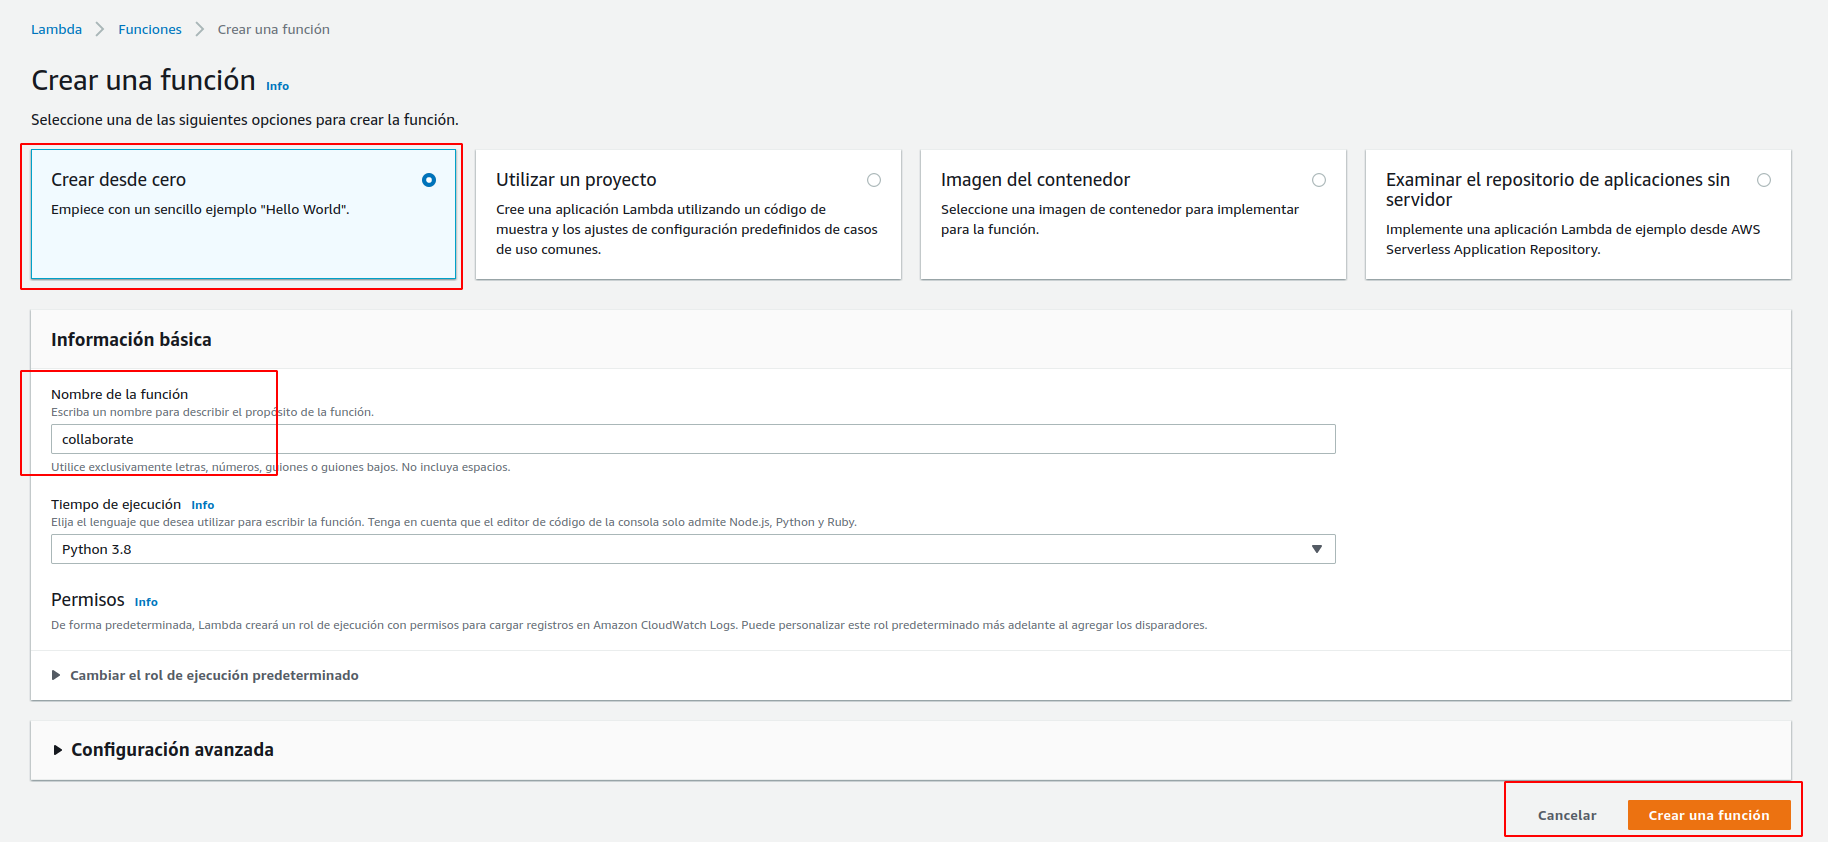 Lambda > Funciones > Crear una función
Crear una función Info
Seleccione una de las siguientes opciones para crear la función.
Crear desde cero
Empiece con un sencillo ejemplo "Hello World".
Utilizar un proyecto
Cree una aplicación Lambda utilizando un código de
muestra y los ajustes de configuración predefinidos de casos
de uso comunes.
Imagen del contenedor
Seleccione una imagen de contenedor para implementar
para la función.
Examinar el repositorio de aplicaciones sin
servidor
Implemente una aplicación Lambda de ejemplo desde AWS
Serverless Application Repository.
Información básica
Nombre de la función
Escriba un nombre para describir el propósito de la función.
collaborate
Utilice exclusivamente letras, números, guiones o guiones bajos. No incluya espacios.
Tiempo de ejecución Info
Elija el lenguaje que desea utilizar para escribir la función. Tenga en cuenta que el editor de código de la consola solo admite Node.js, Python y Ruby.
Python 3.8
Permisos Info
De forma predeterminada, Lambda creará un rol de ejecución con permisos para cargar registros en Amazon CloudWatch Logs. Puede personalizar este rol predeterminado más adelante al agregar los disparadores.
Cambiar el rol de ejecución predeterminado
Configuración avanzada
Cancelar
Crear una función